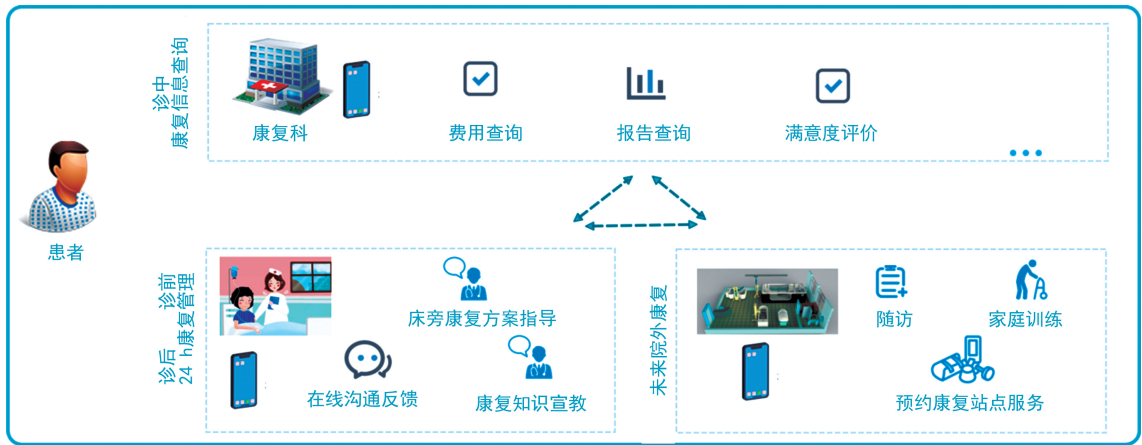 诊中
康复信息查询
康复科
费用查询
报告查询
满意度评价
患者
诊后 诊前
24 h康复管理
床旁康复方案指导
在线沟通反馈
康复知识宣教
未来院外康复
随访
家庭训练
预约康复站点服务